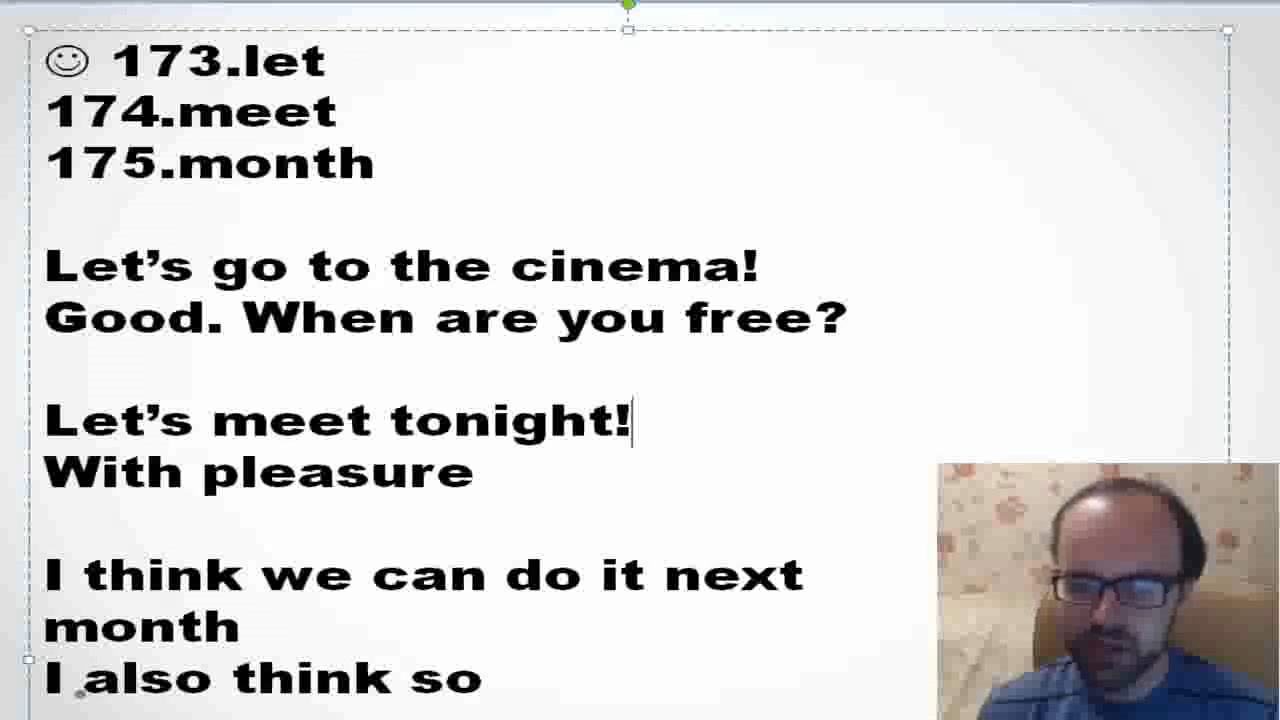 ☺ 173.let
174.meet
175.month
Let’s go to the cinema!
Good. When are you free?
Let’s meet tonight!
With pleasure
I think we can do it next
month
I also think so